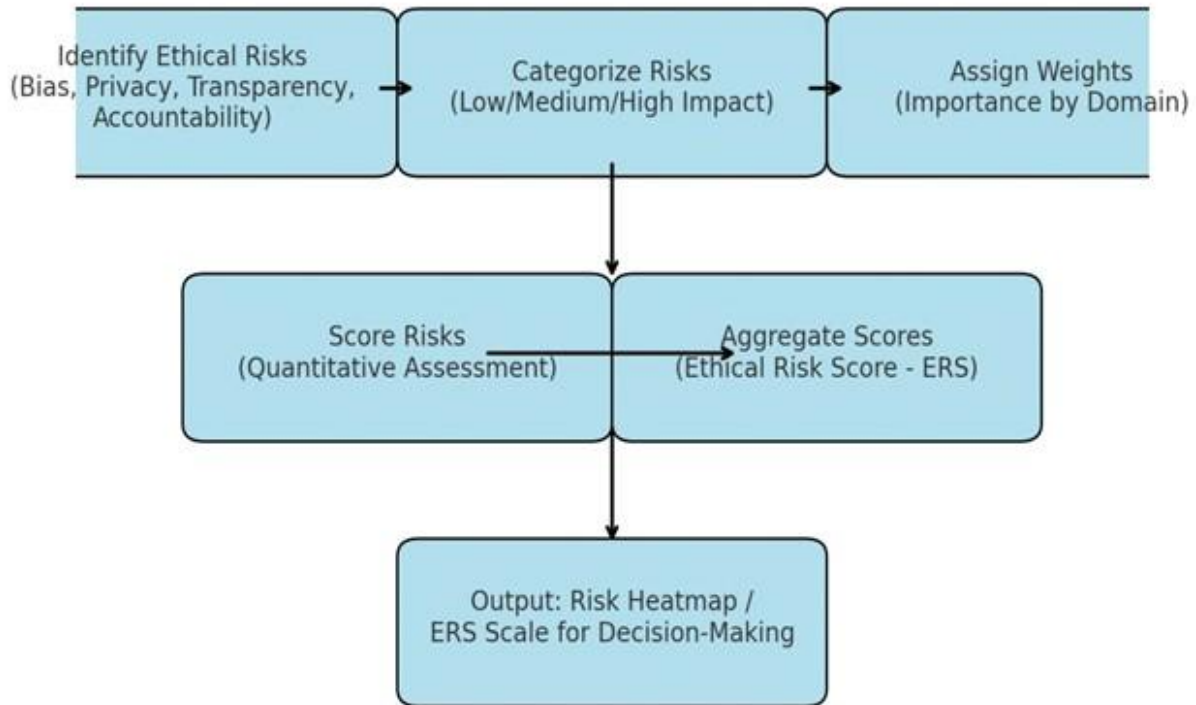 Identify Ethical Risks
(Bias, Privacy, Transparency,
Accountability)
Categorize Risks
(Low/Medium/High Impact)
Assign Weights
(Importance by Domain)
Score Risks
(Quantitative Assessment)
Aggregate Scores
(Ethical Risk Score - ERS)
Output: Risk Heatmap /
ERS Scale for Decision-Making